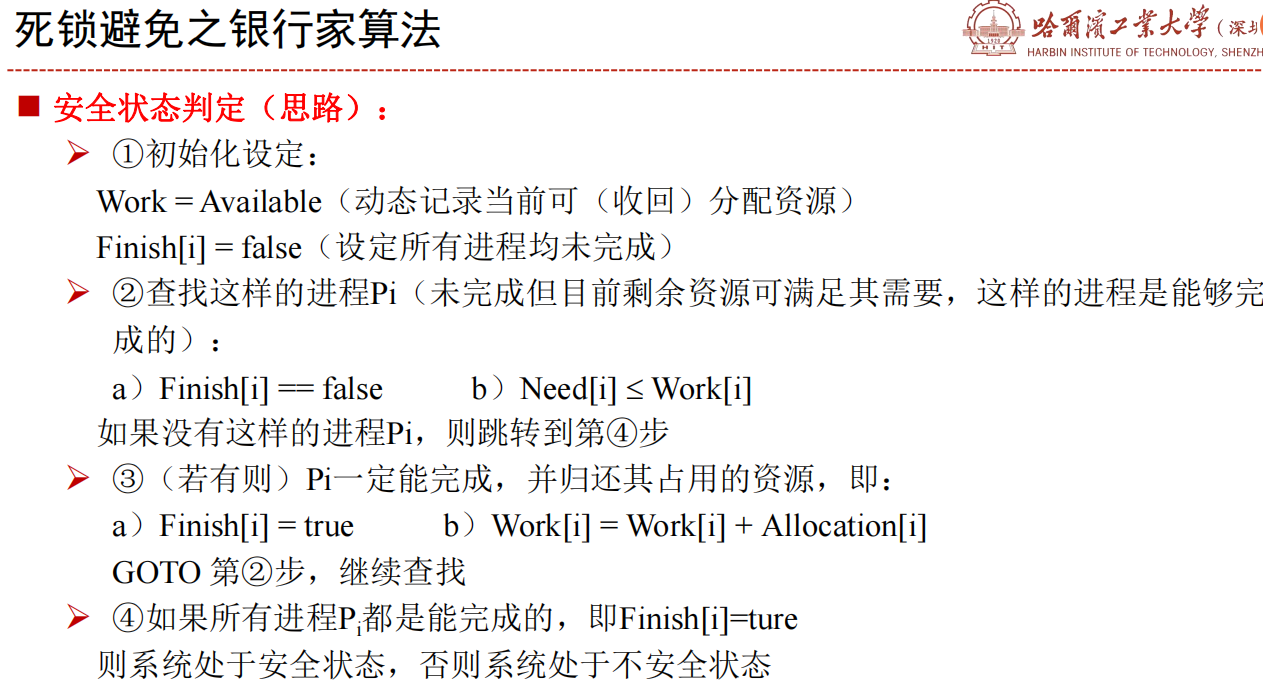 死锁避免之银行家算法
哈爾濱工業大學(深圳
HARBIN INSTITUTE OF TECHNOLOGY, SHENZH
1920
HIT
安全状态判定（思路）：
①初始化设定：
Work = Available（动态记录当前可（收回）分配资源）
Finish[i] = false（设定所有进程均未完成）
②查找这样的进程Pi（未完成但目前剩余资源可满足其需要，这样的进程是能够完
成的）：
a）Finish[i] == false b）Need[i] ≤ Work[i]
如果没有这样的进程Pi，则跳转到第④步
③（若有则）Pi一定能完成，并归还其占用的资源，即：
a）Finish[i] = true b）Work[i] = Work[i] + Allocation[i]
GOTO 第②步，继续查找
④如果所有进程Pi都是能完成的，即Finish[i]=ture
则系统处于安全状态，否则系统处于不安全状态